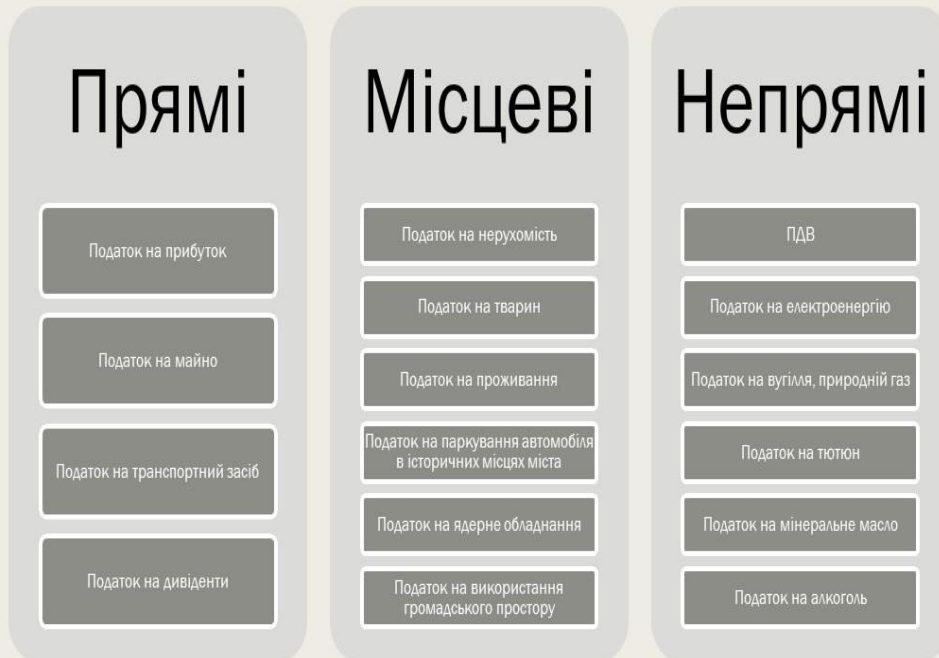 Прямі
Податок на прибуток
Податок на майно
Податок на транспортний засіб
Податок на дивіденти
Місцеві
Податок на нерухомість
Податок на тварин
Податок на проживання
Податок на паркування автомобіля
в історичних місцях міста
Податок на ядерне обладнання
Податок на використання
громадського простору
Непрямі
ПДВ
Податок на електроенергію
Податок на вугілля, природній газ
Податок на тютюн
Податок на мінеральне масло
Податок на алкоголь